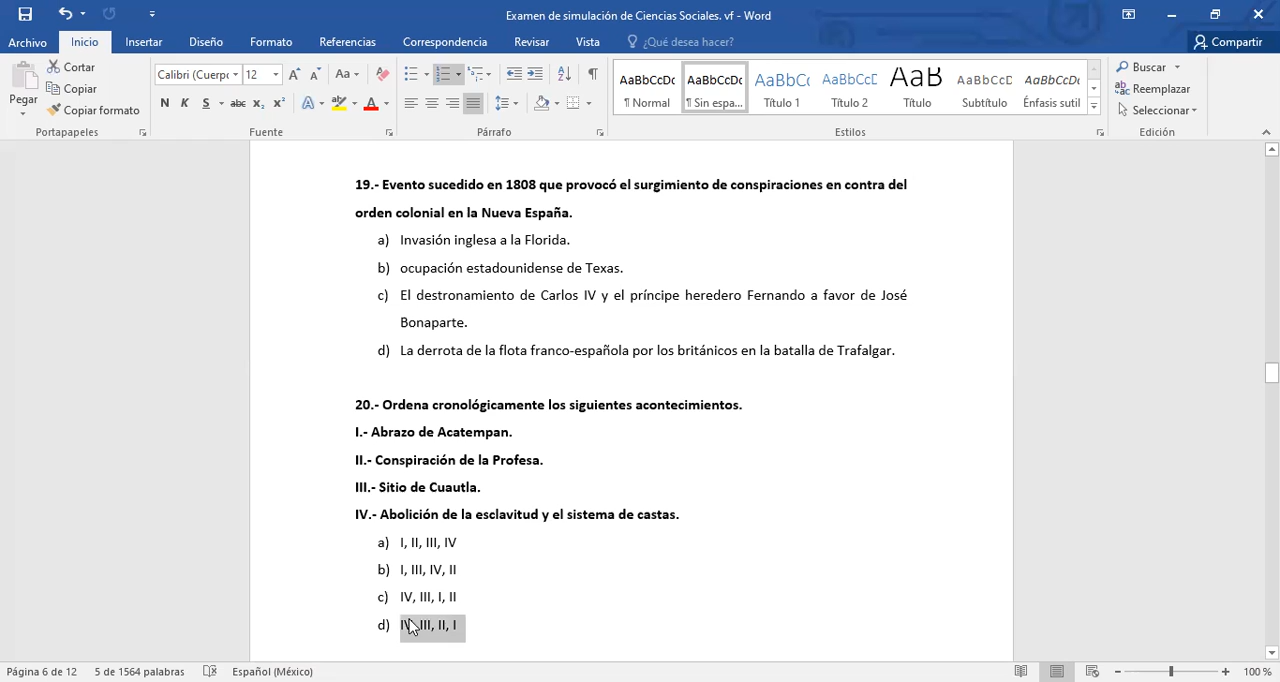 Examen de simulación de Ciencias Sociales. vf - Word
Archivo Inicio Insertar Diseño Formato Referencias Correspondencia Revisar Vista ¿Qué desea hacer? Compartir
Pegar
Cortar
Copiar
Copiar formato
Portapapeles
Calibri (Cuerpo 12
Aa
N K S abc x₂ x²
A A
Fuente
Párrafo
AaBbCcDc AaBbCcDc AaBbCc AaBbCcD AaB AaBbCcD AaBbCcDc
¶ Normal ¶ Sin espa... Título 1 Título 2 Título Subtítulo Énfasis sutil
Estilos
Buscar
Reemplazar
Seleccionar
Edición
19.- Evento sucedido en 1808 que provocó el surgimiento de conspiraciones en contra del
orden colonial en la Nueva España.
a) Invasión inglesa a la Florida.
b) ocupación estadounidense de Texas.
c) El destronamiento de Carlos IV y el príncipe heredero Fernando a favor de José
Bonaparte.
d) La derrota de la flota franco-española por los británicos en la batalla de Trafalgar.
20.- Ordena cronológicamente los siguientes acontecimientos.
I.- Abrazo de Acatempan.
II.- Conspiración de la Profesa.
III.- Sitio de Cuautla.
IV.- Abolición de la esclavitud y el sistema de castas.
a) I, II, III, IV
b) I, III, IV, II
c) IV, III, I, II
d) IV, III, II, I
Página 6 de 12 5 de 1564 palabras Español (México) 100 %